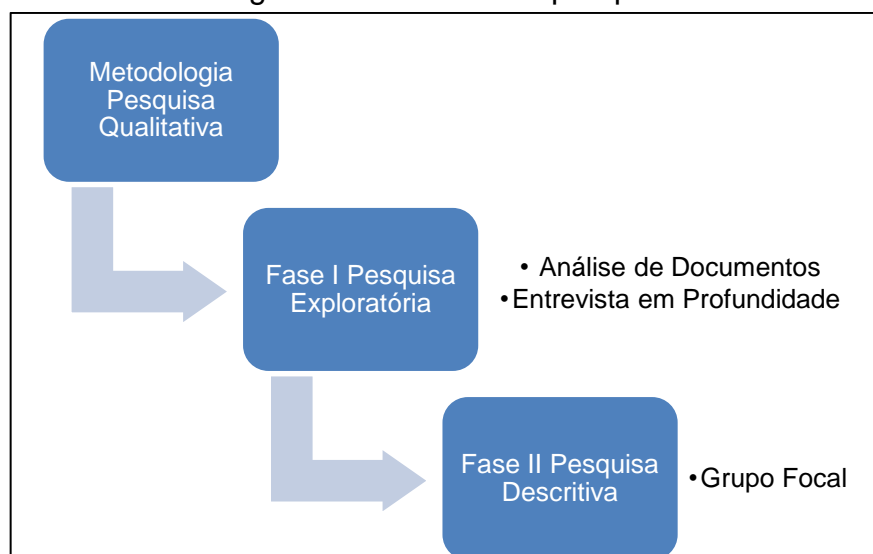 Metodologia
Pesquisa
Qualitativa
Fase I Pesquisa
Exploratória
• Análise de Documentos
•Entrevista em Profundidade
Fase II Pesquisa
Descritiva
•Grupo Focal